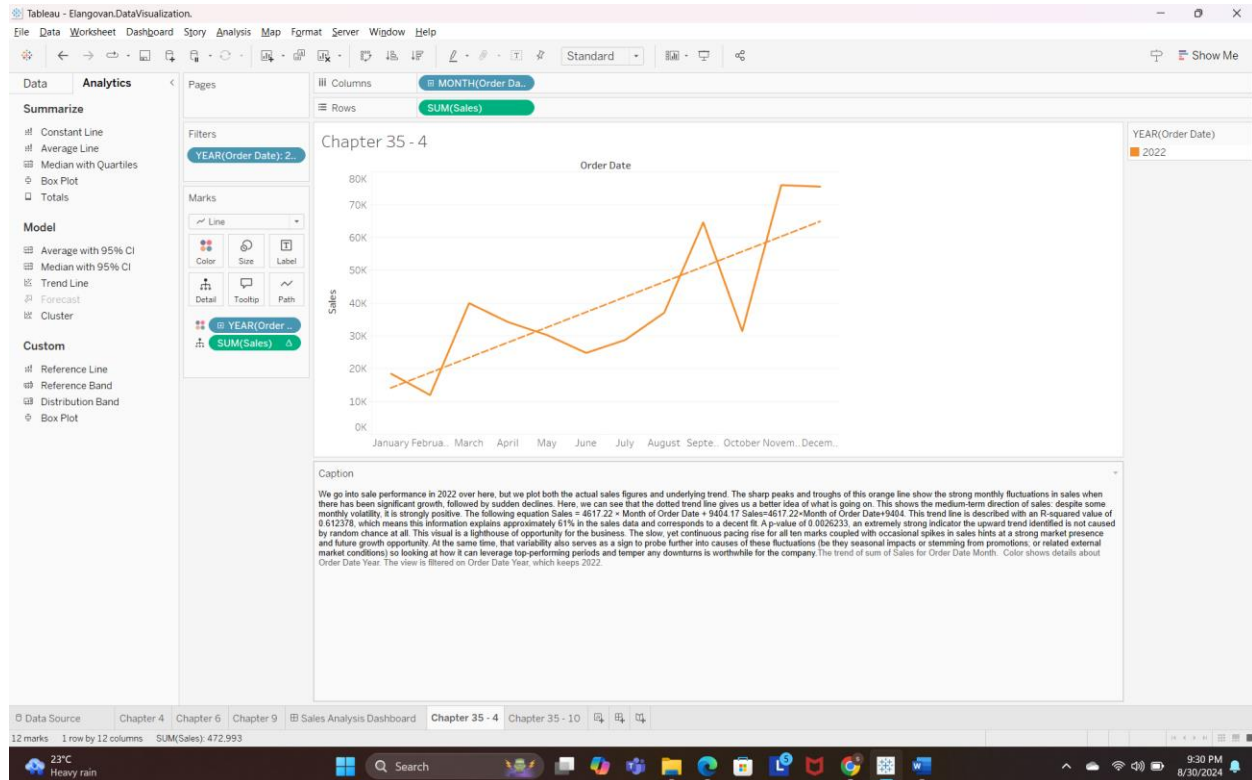 Tableau - Elangovan.DataVisualization.
File Data Worksheet Dashboard Story Analysis Map Format Server Window Help
Standard
Show Me
Data Analytics
Summarize
Constant Line
Average Line
Median with Quartiles
Box Plot
Totals
Model
Average with 95% CI
Median with 95% CI
Trend Line
Forecast
Cluster
Custom
Reference Line
Reference Band
Distribution Band
Box Plot
Pages
Filters
YEAR(Order Date): 2..
Marks
Line
Color Size Label
Detail Tooltip Path
YEAR(Order ..
SUM(Sales)
Columns MONTH(Order Da..
Rows SUM(Sales)
Chapter 35 - 4
Order Date
80K
70K
60K
50K
40K
30K
20K
10K
0K
Sales
January Februa.. March April May June July August Septe.. October Novem.. Decem..
YEAR(Order Date)
2022
Caption
We go into sale performance in 2022 over here, but we plot both the actual sales figures and underlying trend. The sharp peaks and troughs of this orange line show the strong monthly fluctuations in sales when
there has been significant growth, followed by sudden declines. Here, we can see that the dotted trend line gives us a better idea of what is going on. This shows the medium-term direction of sales: despite some
monthly volatility, it is strongly positive. The following equation Sales = 4617.22 × Month of Order Date + 9404.17 Sales=4617.22×Month of Order Date+9404. This trend line is described with an R-squared value of
0.612378, which means this information explains approximately 61% in the sales data and corresponds to a decent fit. A p-value of 0.0026233, an extremely strong indicator the upward trend identified is not caused
by random chance at all. This visual is a lighthouse of opportunity for the business. The slow, yet continuous pacing rise for all ten marks coupled with occasional spikes in sales hints at a strong market presence
and future growth opportunity. At the same time, that variability also serves as a sign to probe further into causes of these fluctuations (be they seasonal impacts or stemming from promotions, or related external
market conditions) so looking at how it can leverage top-performing periods and temper any downturns is worthwhile for the company.The trend of sum of Sales for Order Date Month. Color shows details about
Order Date Year. The view is filtered on Order Date Year, which keeps 2022.
Data Source Chapter 4 Chapter 6 Chapter 9 Sales Analysis Dashboard Chapter 35 - 4 Chapter 35 - 10
12 marks 1 row by 12 columns SUM(Sales): 472,993
23°C
Heavy rain
Search
9:30 PM
8/30/2024